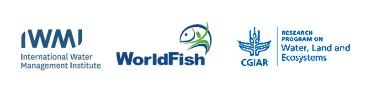 IWMI
International Water
Management Institute
WorldFish
CGIAR
RESEARCH
PROGRAM ON
Water, Land and
Ecosystems